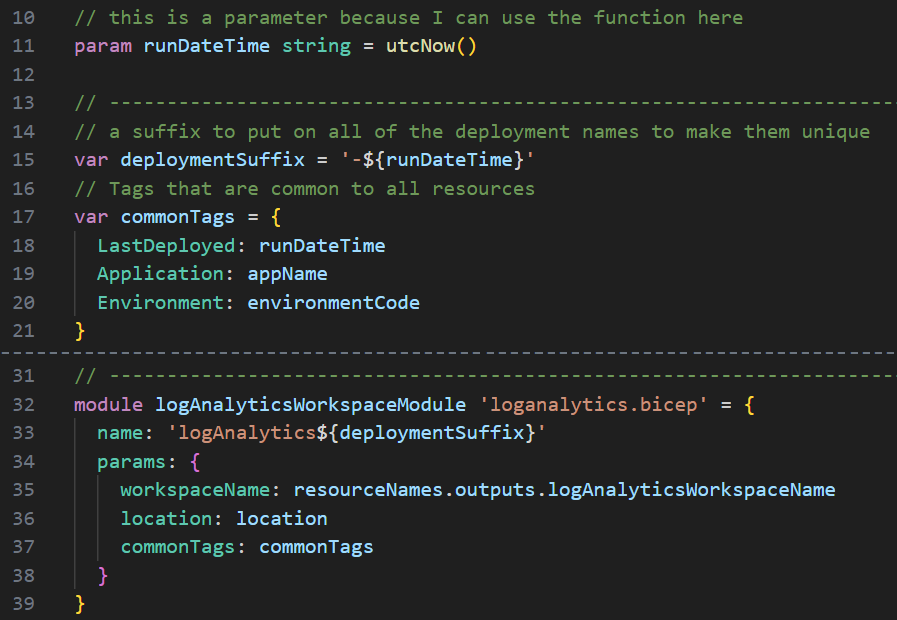 10 // this is a parameter because I can use the function here
11 param runDateTime string = utcNow()
12
13 // --------------------------------------------------------------------
14 // a suffix to put on all of the deployment names to make them unique
15 var deploymentSuffix = '-${runDateTime}'
16 // Tags that are common to all resources
17 var commonTags = {
18   LastDeployed: runDateTime
19   Application: appName
20   Environment: environmentCode
21 }
31 // --------------------------------------------------------------------
32 module logAnalyticsWorkspaceModule 'loganalytics.bicep' = {
33   name: 'logAnalytics${deploymentSuffix}'
34   params: {
35     workspaceName: resourceNames.outputs.logAnalyticsWorkspaceName
36     location: location
37     commonTags: commonTags
38   }
39 }